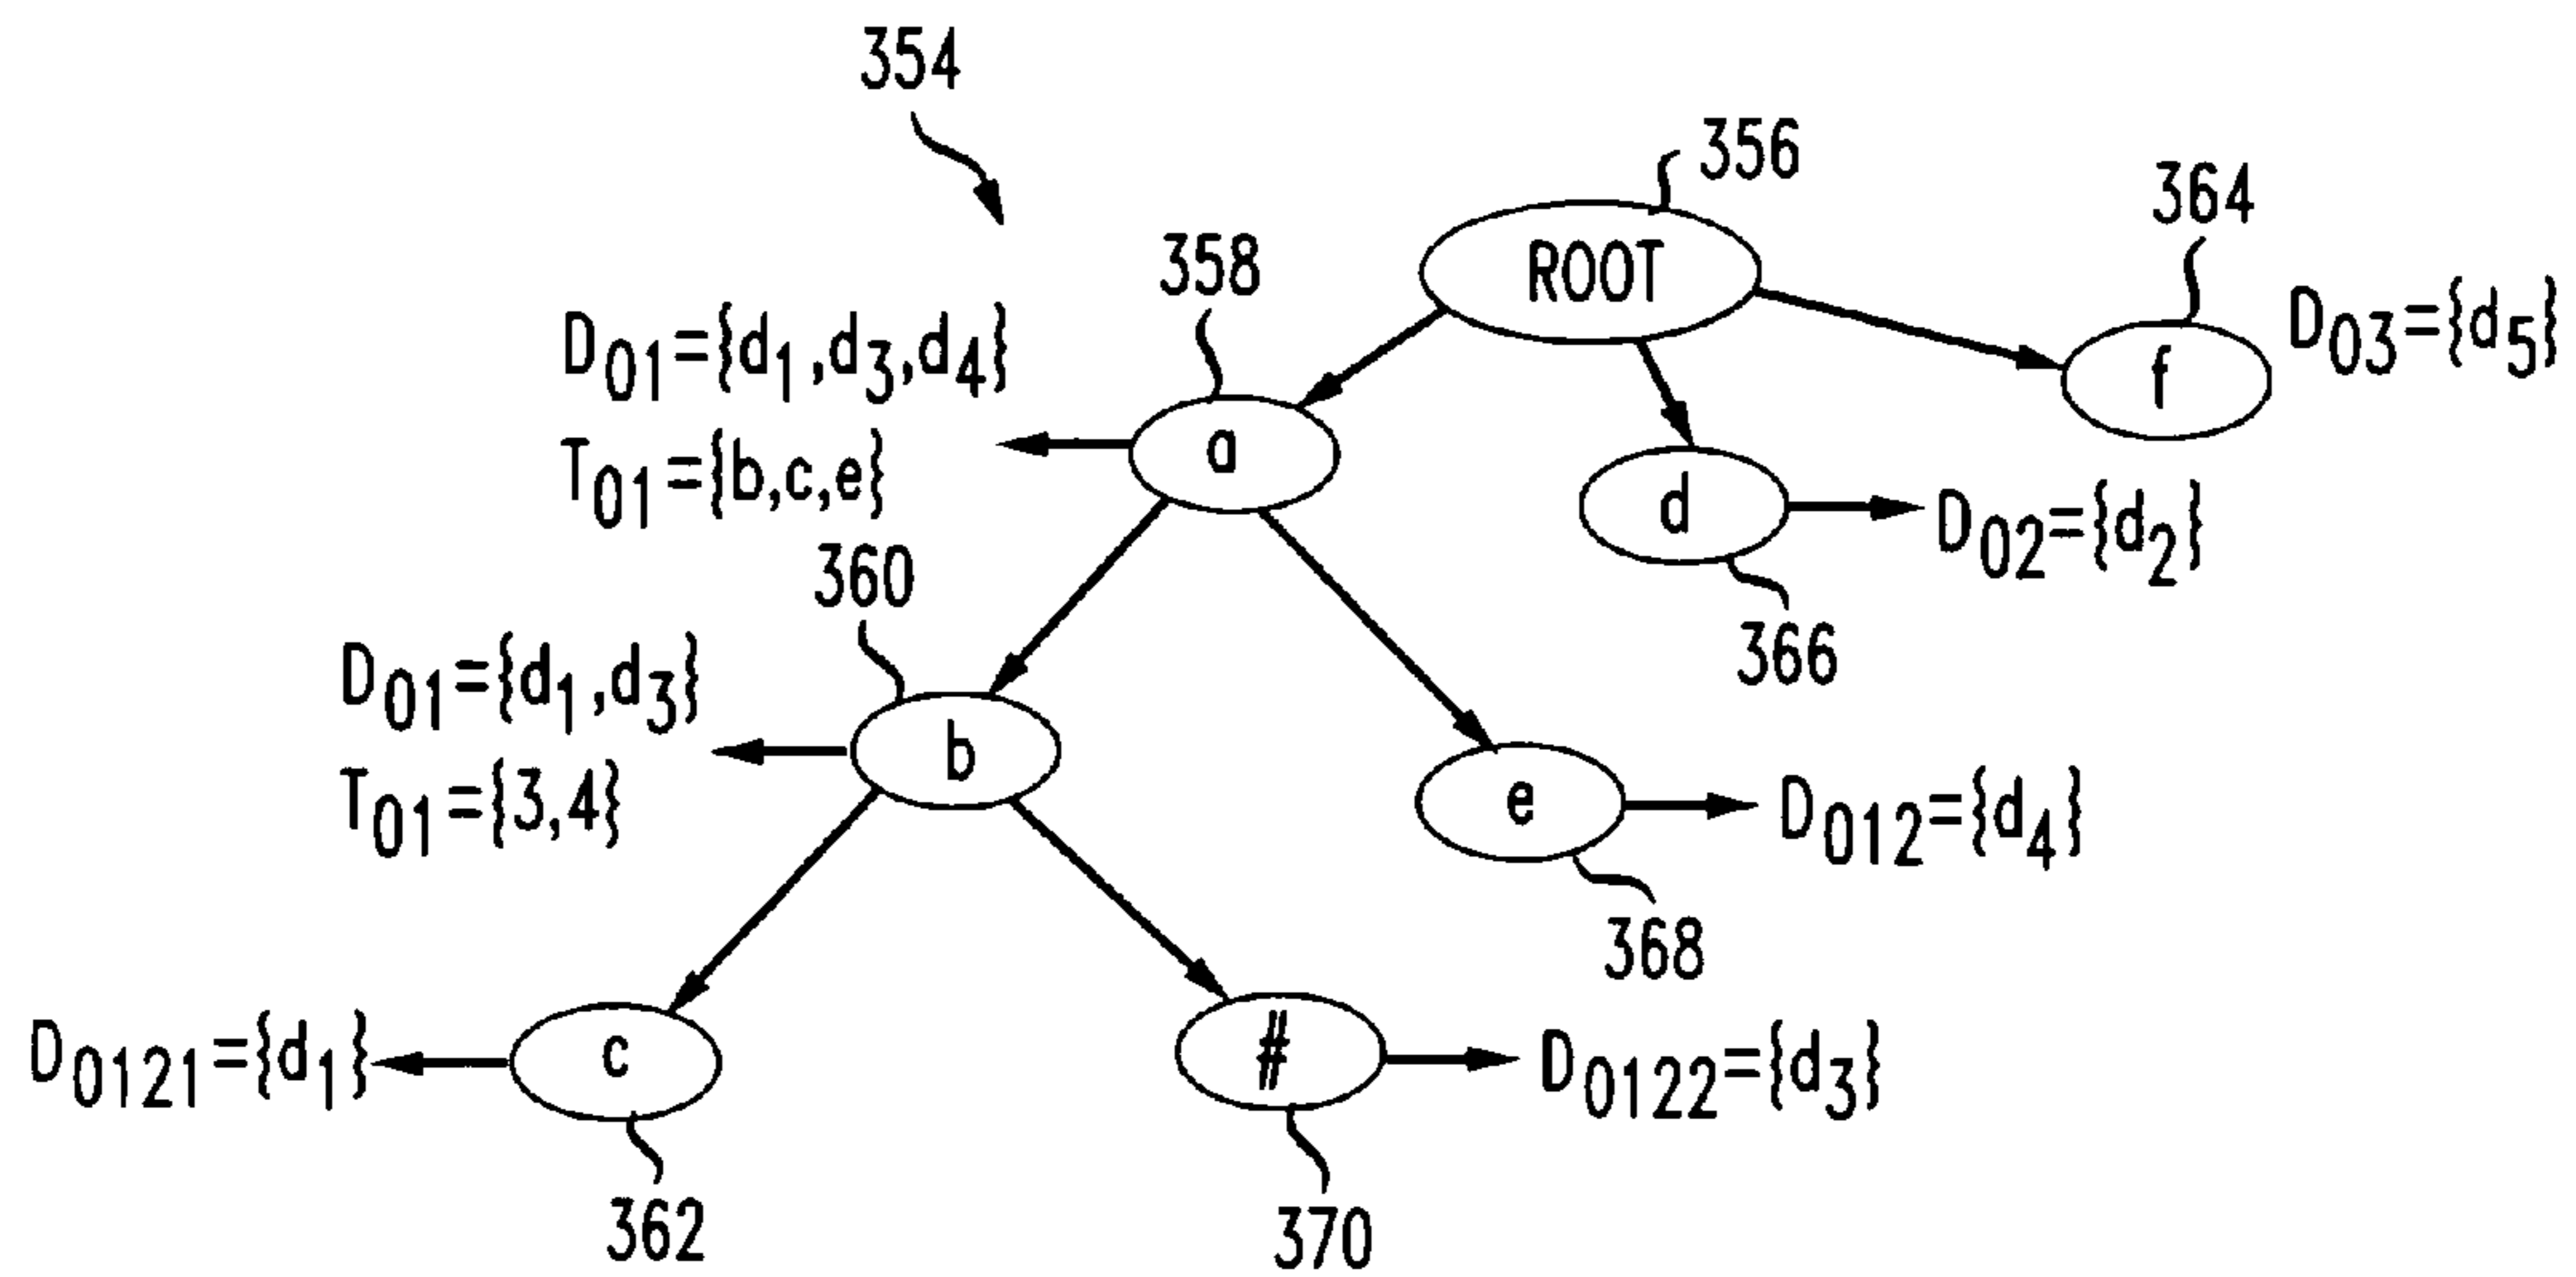 354
356
364
358
ROOT
D01={d1,d3,d4}
D03={d5}
f
a
T01={b,c,e}
d
D02={d2}
360
366
D01={d1,d3}
b
T01={3,4}
e
D012={d4}
368
D0121={d1}
c
#
D0122={d3}
362
370